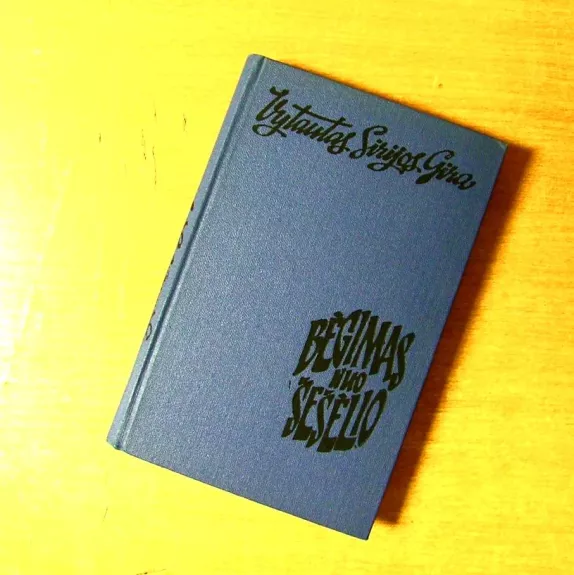 Vytautas Sirijos Gira
BĖGIMAS
NUO
ŠEŠĖLIO